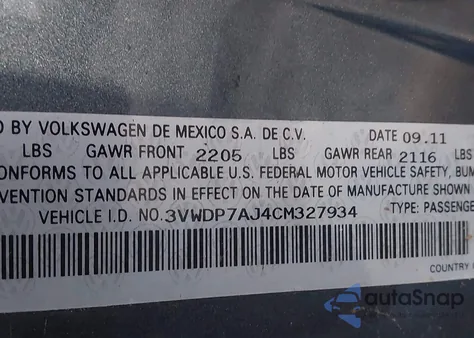 D BY VOLKSWAGEN DE MEXICO S.A. DE C.V. DATE 09.11
LBS GAWR FRONT 2205 LBS GAWR REAR 2116 LBS
CONFORMS TO ALL APPLICABLE U.S. FEDERAL MOTOR VEHICLE SAFETY, BUM
VENTION STANDARDS IN EFFECT ON THE DATE OF MANUFACTURE SHOWN
VEHICLE I.D. NO.3VWDP7AJ4CM327934 -TYPE: PASSENGE
COUNTRY
autoSnap